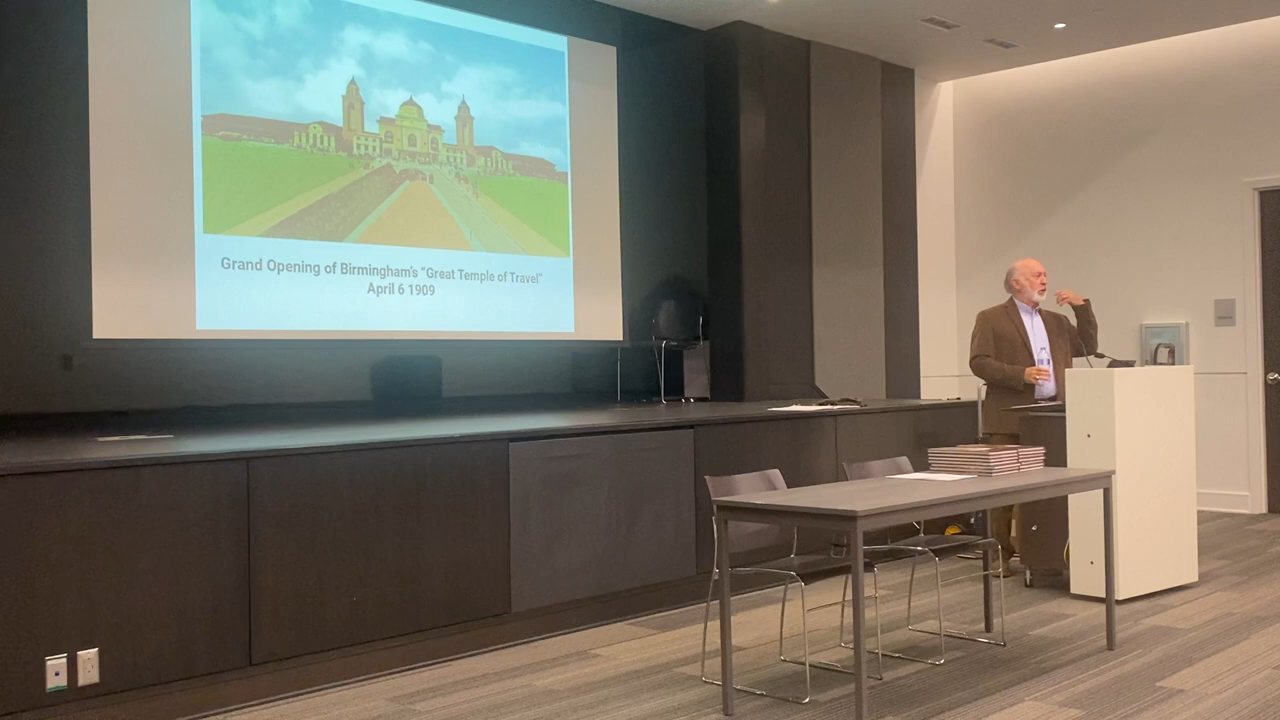 Grand Opening of Birmingham's "Great Temple of Travel"
April 6 1909